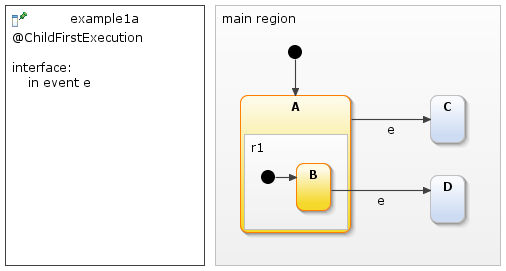 example1a
@ChildFirstExecution
interface:
in event e
main region
A
C
e
r1
B
D
e